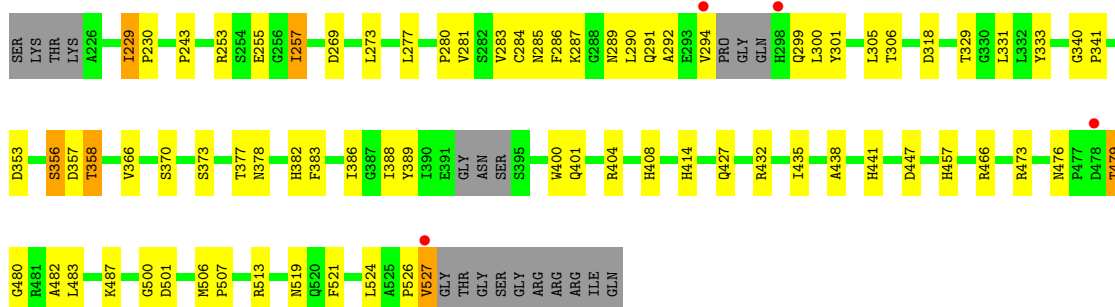 SER LYS THR LYS A226 I229 P230 P243 R253 S254 E255 G256 I257 D269 L273 L277 P280 V281 S282 V283 C284 N285 F286 K287 G288 N289 L290 Q291 A292 E293 V294 PRO GLY GLN H298 Q299 L300 Y301 L305 T306 D318 T329 G330 L331 L332 Y333 G340 P341
D353 S356 D357 T358 V366 S370 S373 T377 N378 H382 F383 I386 G387 I388 Y389 I390 E391 GLY ASN SER S395 W400 Q401 R404 H408 H414 Q427 R432 I435 A438 H441 D447 H457 R466 R473 N476 P477 D478 T479
G480 R481 A482 L483 K487 G500 D501 M506 P507 R513 N519 Q520 F521 L524 A525 P526 V527 GLY THR GLY SER GLY ARG ARG ARG ILE GLN